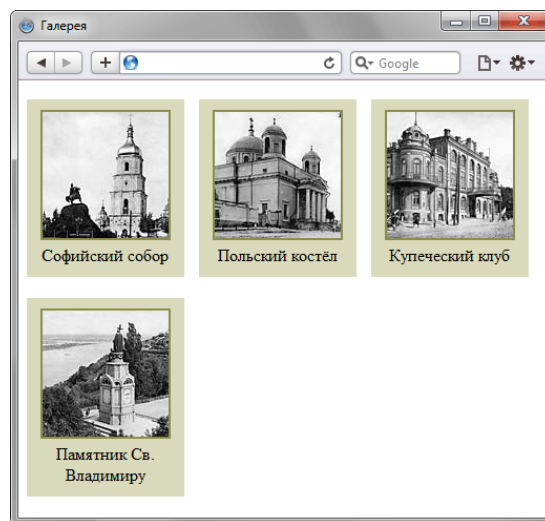 Галерея
Google
Софийский собор
Польский костёл
Купеческий клуб
Памятник Св.
Владимиру